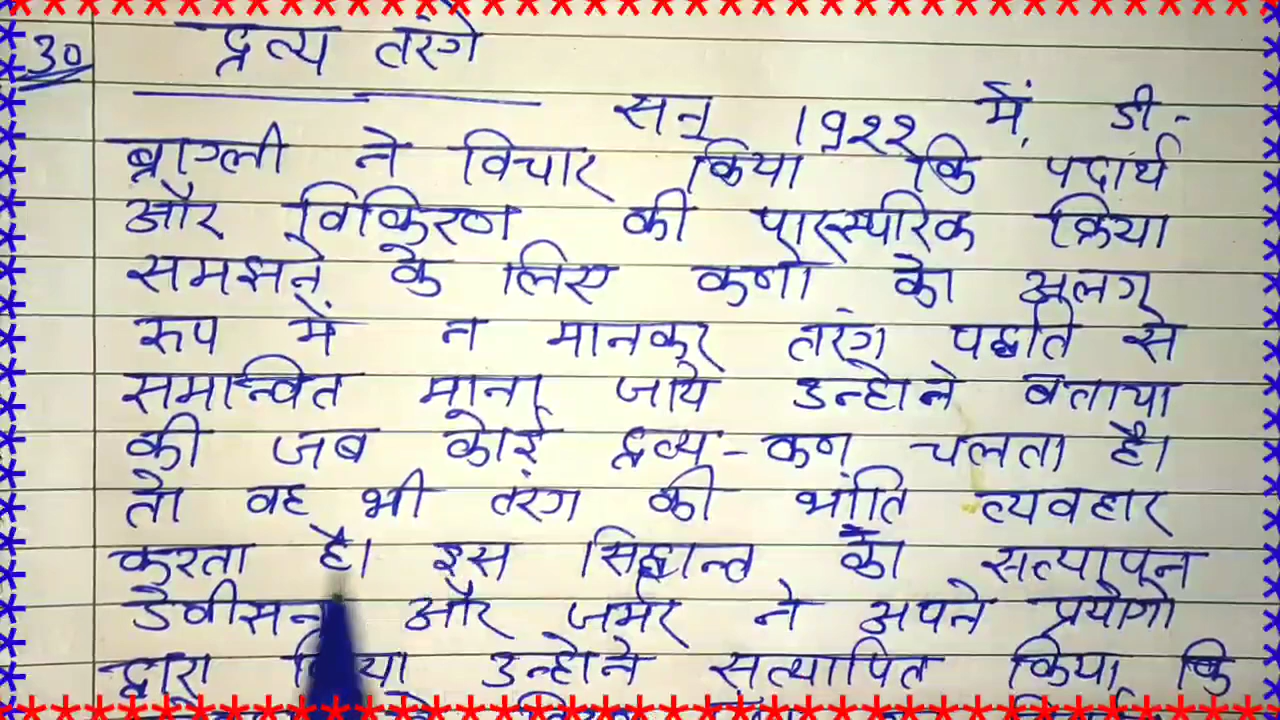 30 द्रव्य तरंगे
सन् 1922 में डी-
ब्राग्ली ने विचार किया कि पदार्थ
और विकिरण की पारस्परिक क्रिया
समझने के लिए कणो को अलग
रूप में न मानकर तरंग पद्धति से
समान्वित माना जाये उन्होने बताया
की जब कोई द्रव्य-कण चलता है।
तो वह भी तरंग की भांति व्यवहार
करता है। इस सिद्धान्त का सत्यापन
डेवीसन और जर्मर ने अपने प्रयोगो
द्वारा किया उन्होने सत्यापित किया कि